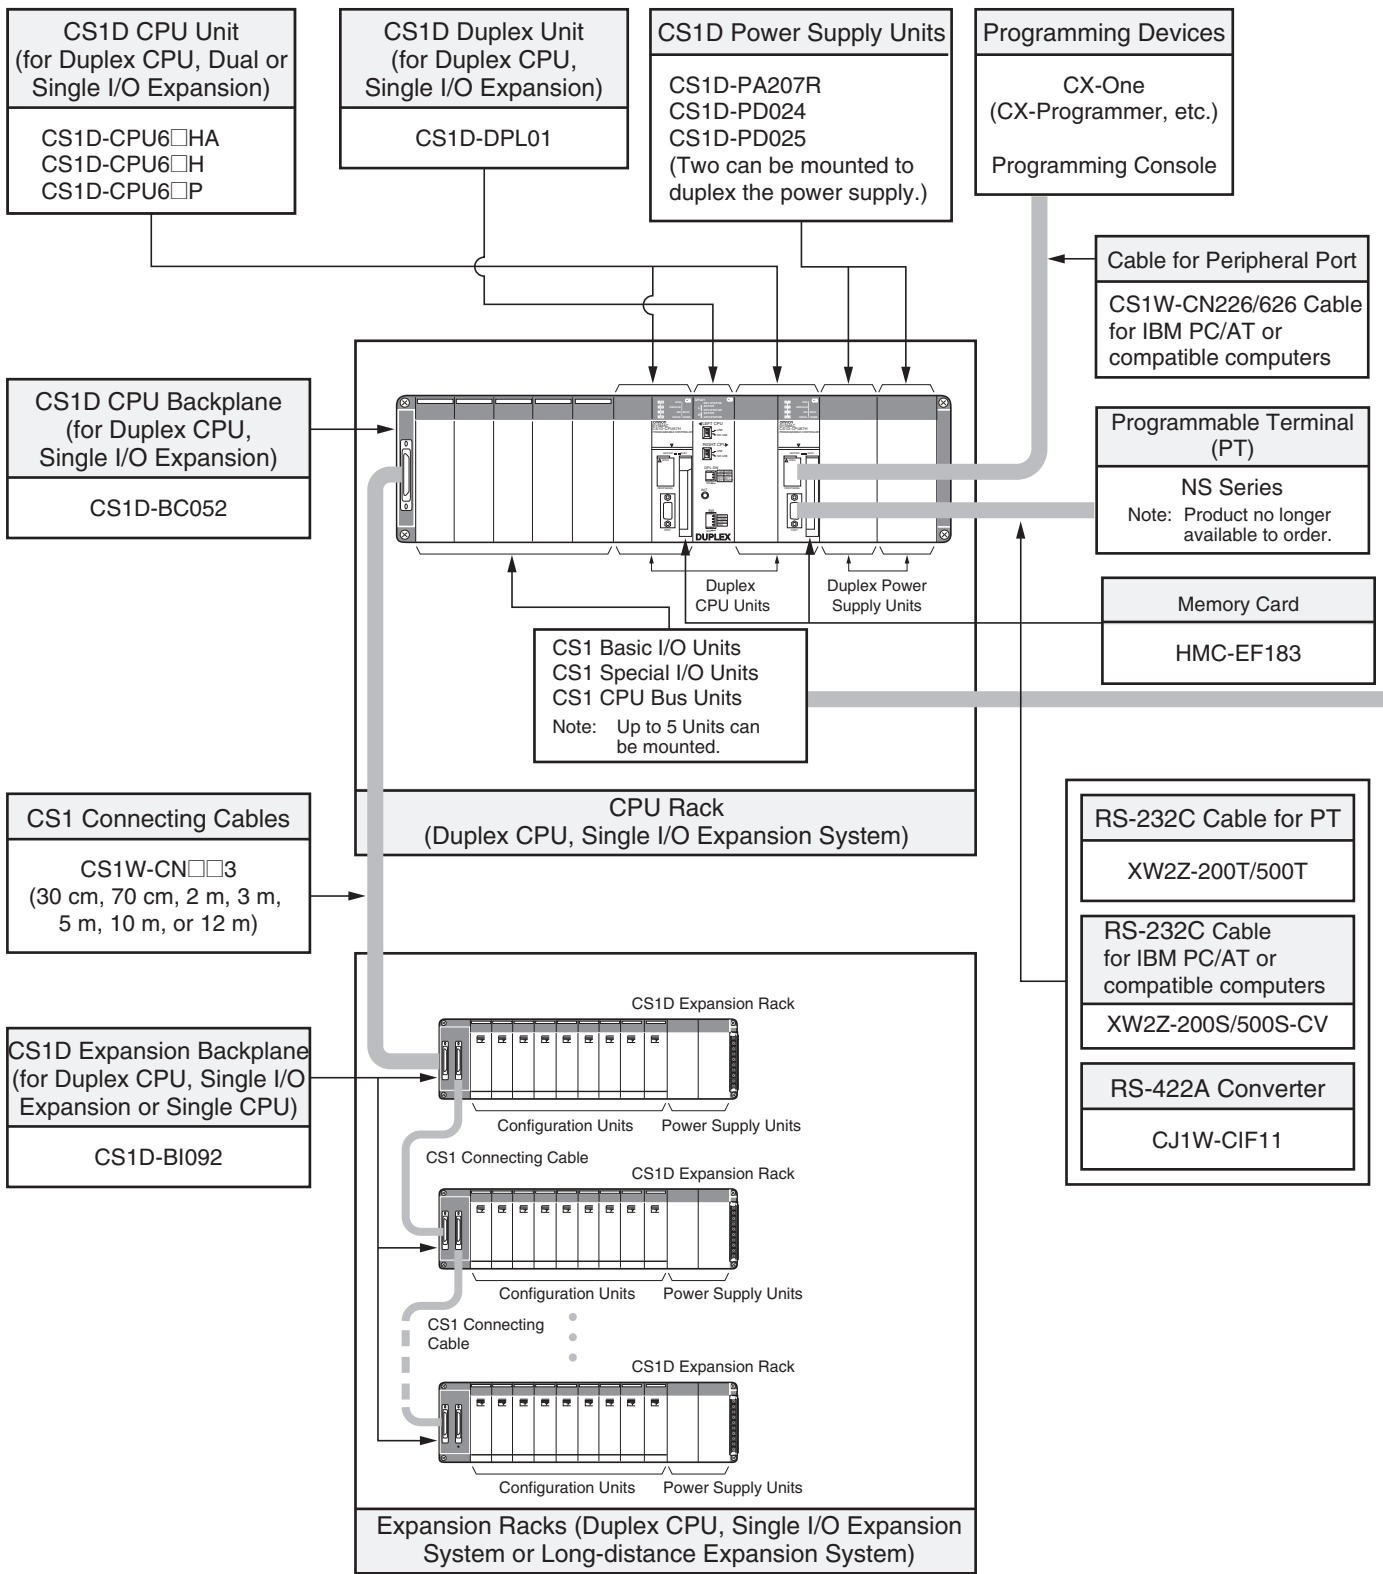 CS1D CPU Unit
(for Duplex CPU, Dual or
Single I/O Expansion)
CS1D-CPU6□HA
CS1D-CPU6□H
CS1D-CPU6□P
CS1D Duplex Unit
(for Duplex CPU,
Single I/O Expansion)
CS1D-DPL01
CS1D Power Supply Units
CS1D-PA207R
CS1D-PD024
CS1D-PD025
(Two can be mounted to
duplex the power supply.)
Programming Devices
CX-One
(CX-Programmer, etc.)
Programming Console
Cable for Peripheral Port
CS1W-CN226/626 Cable
for IBM PC/AT or
compatible computers
CS1D CPU Backplane
(for Duplex CPU,
Single I/O Expansion)
CS1D-BC052
LEFT CPU
RIGHT CPU
DPL SW
DUPLEX
Programmable Terminal
(PT)
NS Series
Note: Product no longer
available to order.
Duplex
CPU Units
Duplex Power
Supply Units
Memory Card
HMC-EF183
CS1 Basic I/O Units
CS1 Special I/O Units
CS1 CPU Bus Units
Note: Up to 5 Units can
be mounted.
CPU Rack
(Duplex CPU, Single I/O Expansion System)
CS1 Connecting Cables
CS1W-CN□□3
(30 cm, 70 cm, 2 m, 3 m,
5 m, 10 m, or 12 m)
RS-232C Cable for PT
XW2Z-200T/500T
RS-232C Cable
for IBM PC/AT or
compatible computers
XW2Z-200S/500S-CV
RS-422A Converter
CJ1W-CIF11
CS1D Expansion Backplane
(for Duplex CPU, Single I/O
Expansion or Single CPU)
CS1D-BI092
CS1D Expansion Rack
Configuration Units
Power Supply Units
CS1 Connecting Cable
CS1D Expansion Rack
Configuration Units
Power Supply Units
CS1 Connecting
Cable
CS1D Expansion Rack
Configuration Units
Power Supply Units
Expansion Racks (Duplex CPU, Single I/O Expansion
System or Long-distance Expansion System)